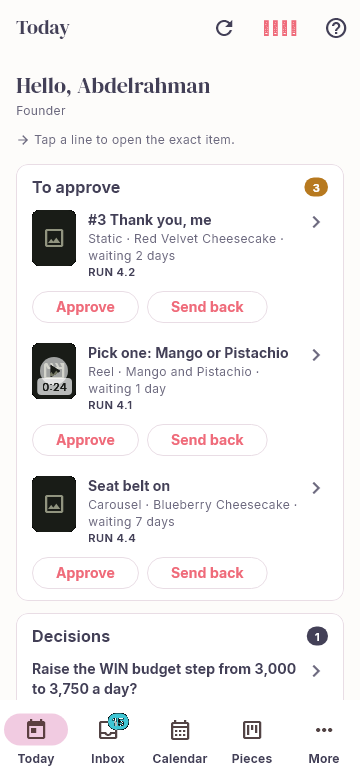 Today
Hello, Abdelrahman
Founder
→ Tap a line to open the exact item.
To approve
3
#3 Thank you, me
Static · Red Velvet Cheesecake ·
waiting 2 days
RUN 4.2
Approve
Send back
Pick one: Mango or Pistachio
0:24
Reel · Mango and Pistachio ·
waiting 1 day
RUN 4.1
Approve
Send back
Seat belt on
Carousel · Blueberry Cheesecake ·
waiting 7 days
RUN 4.4
Approve
Send back
Decisions
1
Raise the WIN budget step from 3,000
to 3,750 a day?
Today
Inbox
Calendar
Pieces
More